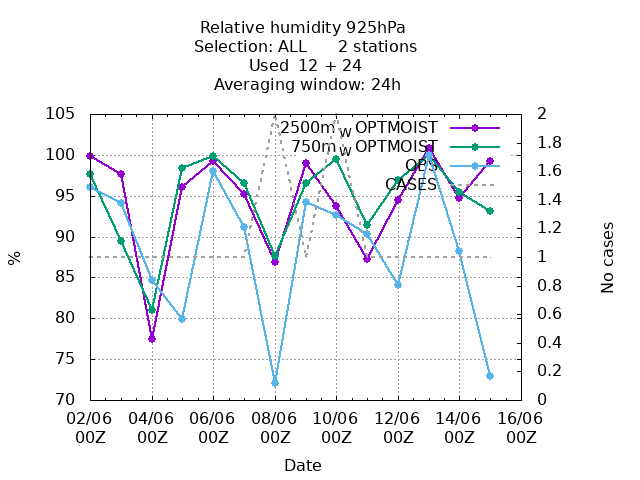 Relative humidity 925hPa
Selection: ALL 2 stations
Used 12 + 24
Averaging window: 24h
105 2
2500m W OPTMOIST
750m W OPTMOIST
OBS
CASES
100 1.8
95 1.6
90 1.4
85 1.2
80 1
75 0.8
70 0.6
0.4
0.2
0
%
No cases
02/06 04/06 06/06 08/06 10/06 12/06 14/06 16/06
00Z 00Z 00Z 00Z 00Z 00Z 00Z 00Z
Date